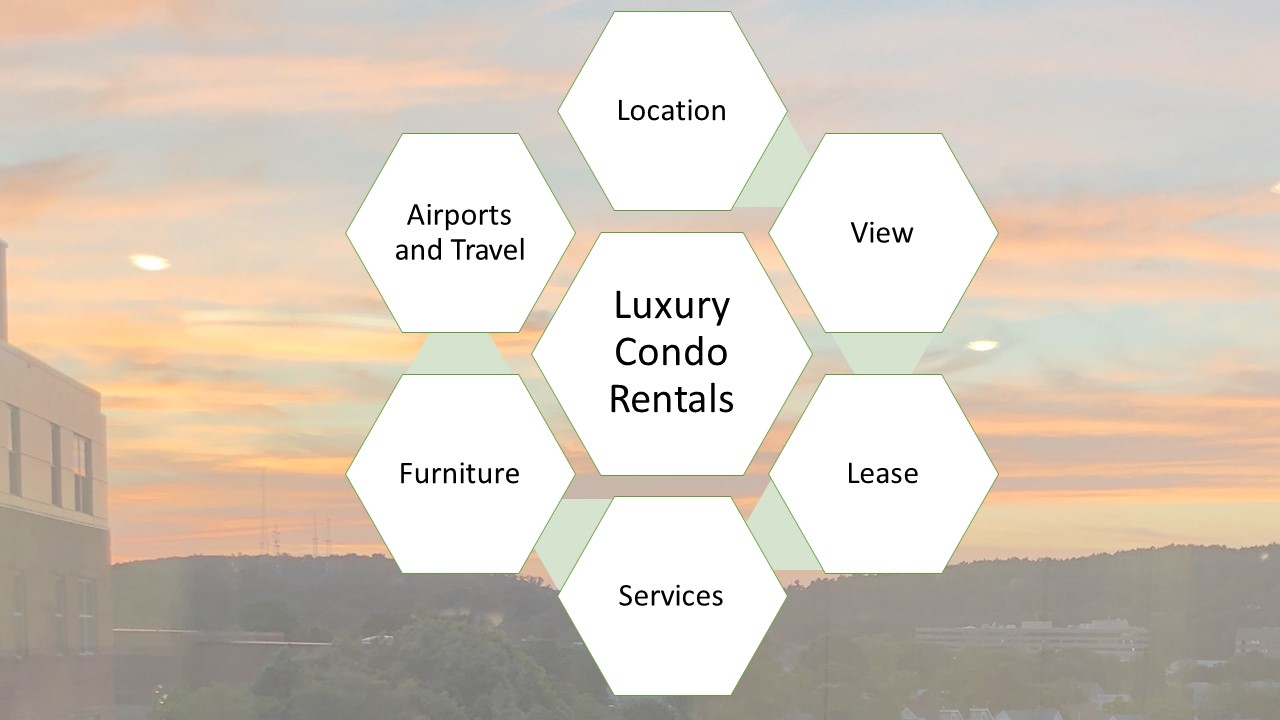 Location
View
Lease
Services
Furniture
Airports
and Travel
Luxury
Condo
Rentals